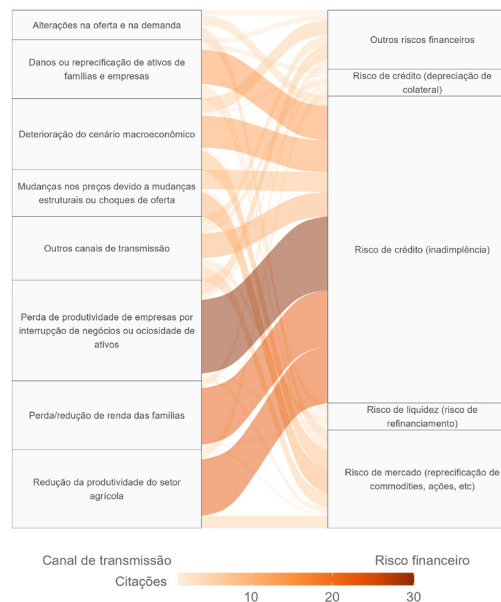 Alterações na oferta e na demanda
Danos ou reprecificação de ativos de
famílias e empresas
Deterioração do cenário macroeconômico
Mudanças nos preços devido a mudanças
estruturais ou choques de oferta
Outros canais de transmissão
Perda de produtividade de empresas por
interrupção de negócios ou ociosidade de
ativos
Perda/redução de renda das famílias
Redução da produtividade do setor
agrícola
Outros riscos financeiros
Risco de crédito (depreciação de
colateral)
Risco de crédito (inadimplência)
Risco de liquidez (risco de
refinanciamento)
Risco de mercado (reprecificação de
commodities, ações, etc)
Canal de transmissão
Risco financeiro
Citações
10 20 30